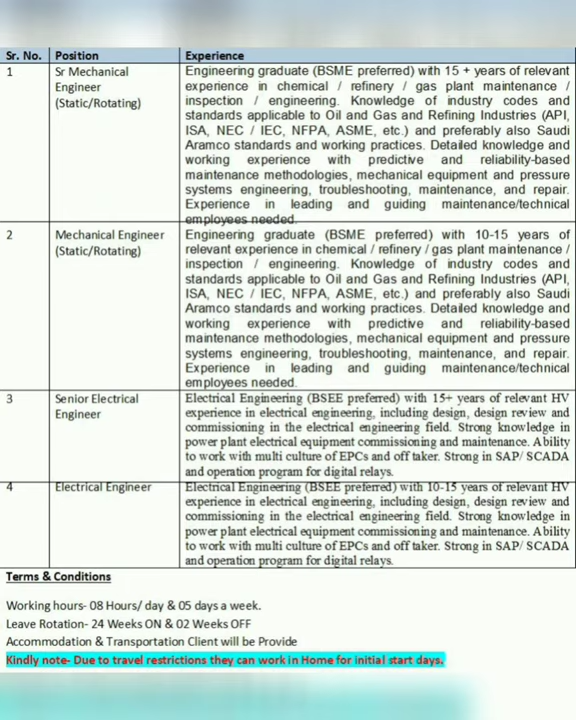 Sr. No. Position Experience
1 Sr Mechanical Engineer (Static/Rotating)
Engineering graduate (BSME preferred) with 15 + years of relevant
experience in chemical / refinery / gas plant maintenance /
inspection / engineering. Knowledge of industry codes and
standards applicable to Oil and Gas and Refining Industries (API,
ISA, NEC / IEC, NFPA, ASME, etc.) and preferably also Saudi
Aramco standards and working practices. Detailed knowledge and
working experience with predictive and reliability-based
maintenance methodologies, mechanical equipment and pressure
systems engineering, troubleshooting, maintenance, and repair.
Experience in leading and guiding maintenance/technical
employees needed.
2 Mechanical Engineer (Static/Rotating)
Engineering graduate (BSME preferred) with 10-15 years of
relevant experience in chemical / refinery / gas plant maintenance /
inspection / engineering. Knowledge of industry codes and
standards applicable to Oil and Gas and Refining Industries (API,
ISA, NEC / IEC, NFPA, ASME, etc.) and preferably also Saudi
Aramco standards and working practices. Detailed knowledge and
working experience with predictive and reliability-based
maintenance methodologies, mechanical equipment and pressure
systems engineering, troubleshooting, maintenance, and repair.
Experience in leading and guiding maintenance/technical
employees needed.
3 Senior Electrical Engineer
Electrical Engineering (BSEE preferred) with 15+ years of relevant HV
experience in electrical engineering, including design, design review and
commissioning in the electrical engineering field. Strong knowledge in
power plant electrical equipment commissioning and maintenance. Ability
to work with multi culture of EPCs and off taker. Strong in SAP/ SCADA
and operation program for digital relays.
4 Electrical Engineer
Electrical Engineering (BSEE preferred) with 10-15 years of relevant HV
experience in electrical engineering, including design, design review and
commissioning in the electrical engineering field. Strong knowledge in
power plant electrical equipment commissioning and maintenance. Ability
to work with multi culture of EPCs and off taker. Strong in SAP/ SCADA
and operation program for digital relays.
Terms & Conditions
Working hours- 08 Hours/ day & 05 days a week.
Leave Rotation- 24 Weeks ON & 02 Weeks OFF
Accommodation & Transportation Client will be Provide
Kindly note- Due to travel restrictions they can work in Home for initial start days.